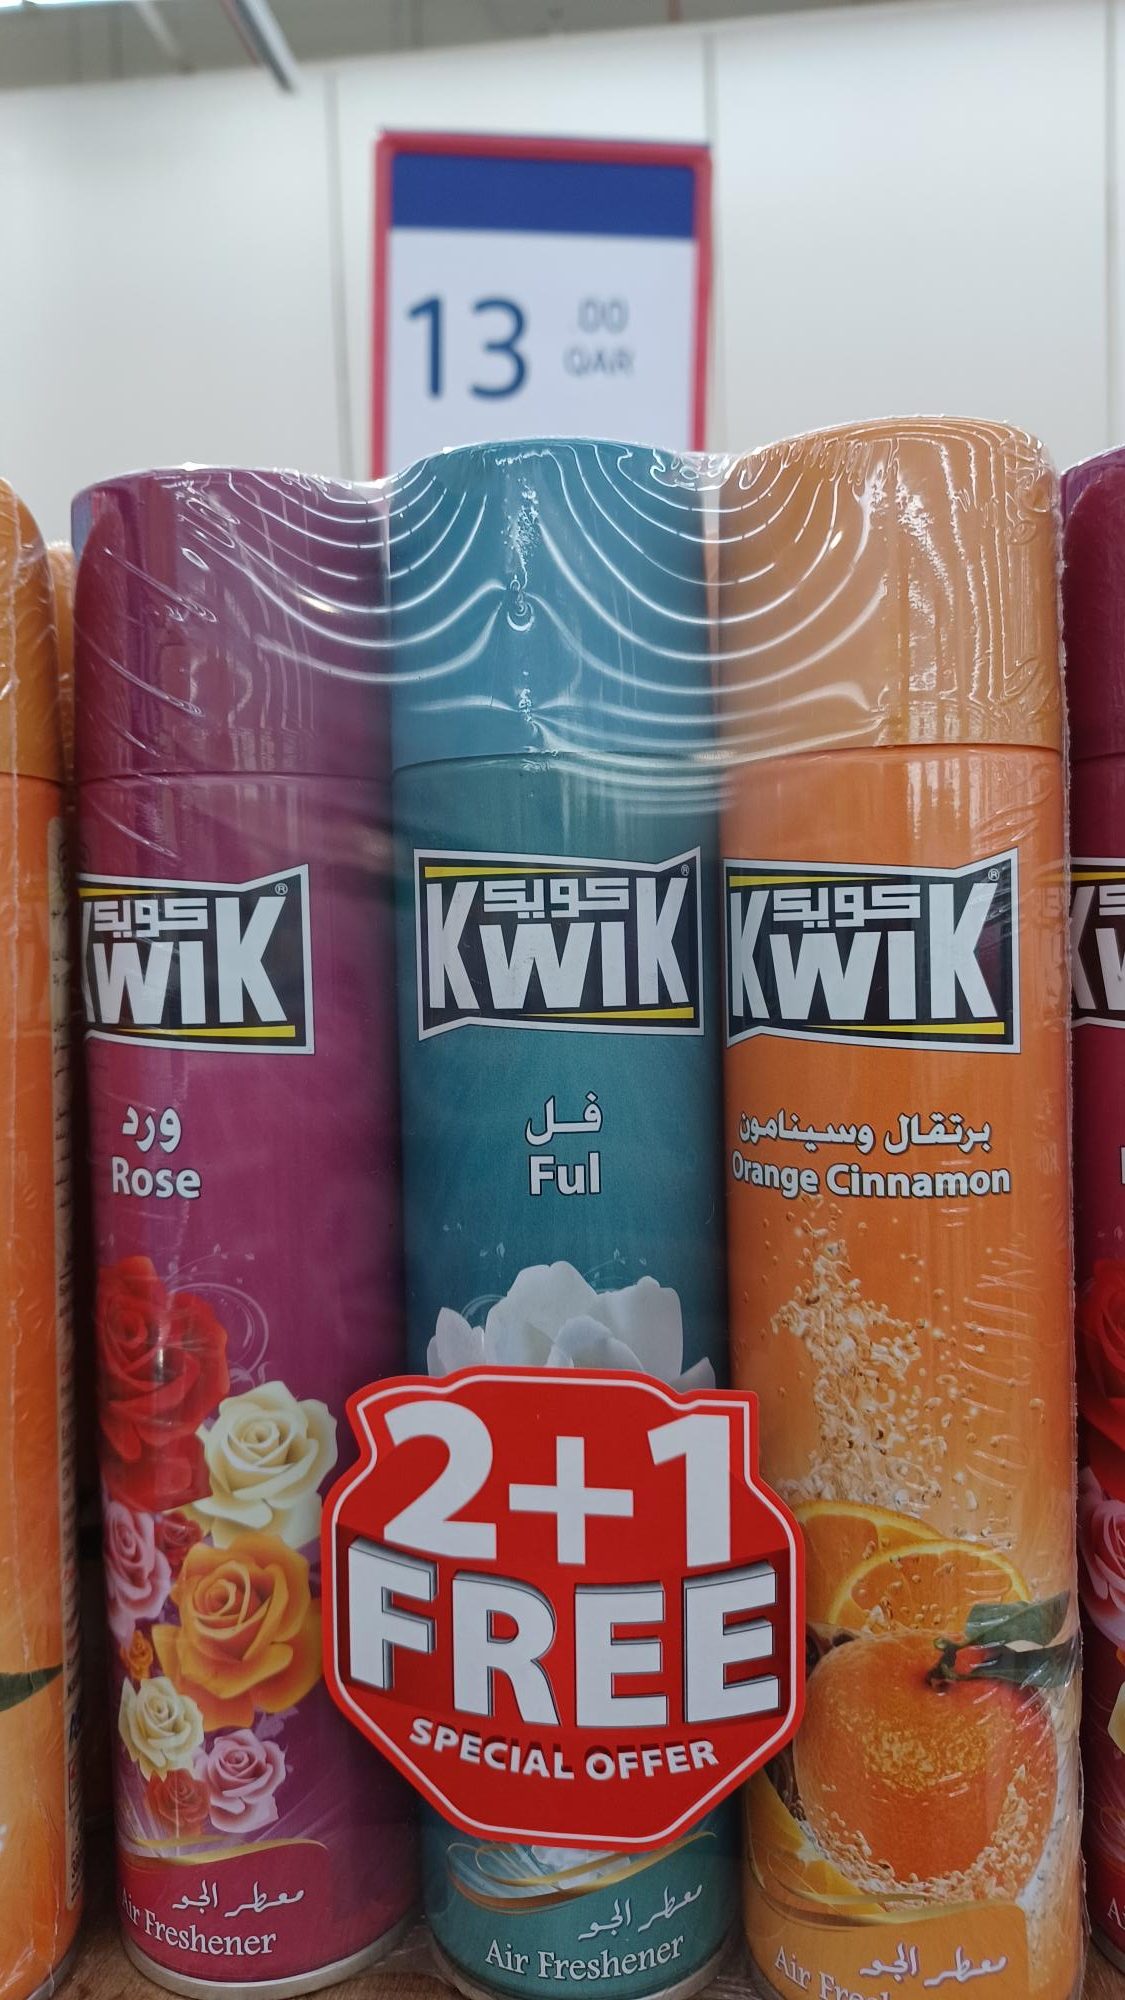 13 .00
QAR
كويك
KWIK
ورد
Rose
معطر الجو
Air Freshener
كويك
KWIK
فل
Ful
2+1
FREE
SPECIAL OFFER
معطر الجو
Air Freshener
كويك
KWIK
برتقال وسينامون
Orange Cinnamon
معطر الجو
Air